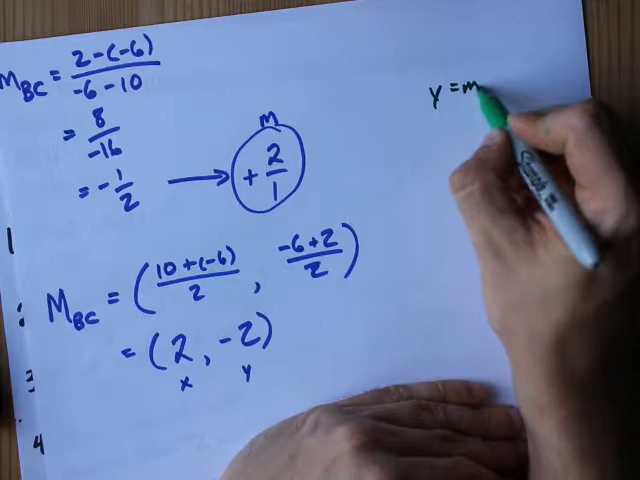 m_BC = (2-(-6))/(-6-10)
= 8/-16
= -1/2 → +2/1
m
M_BC = ((10+(-6))/2, (-6+2)/2)
= (2, -2)
x y
4
y = m
Sharpie